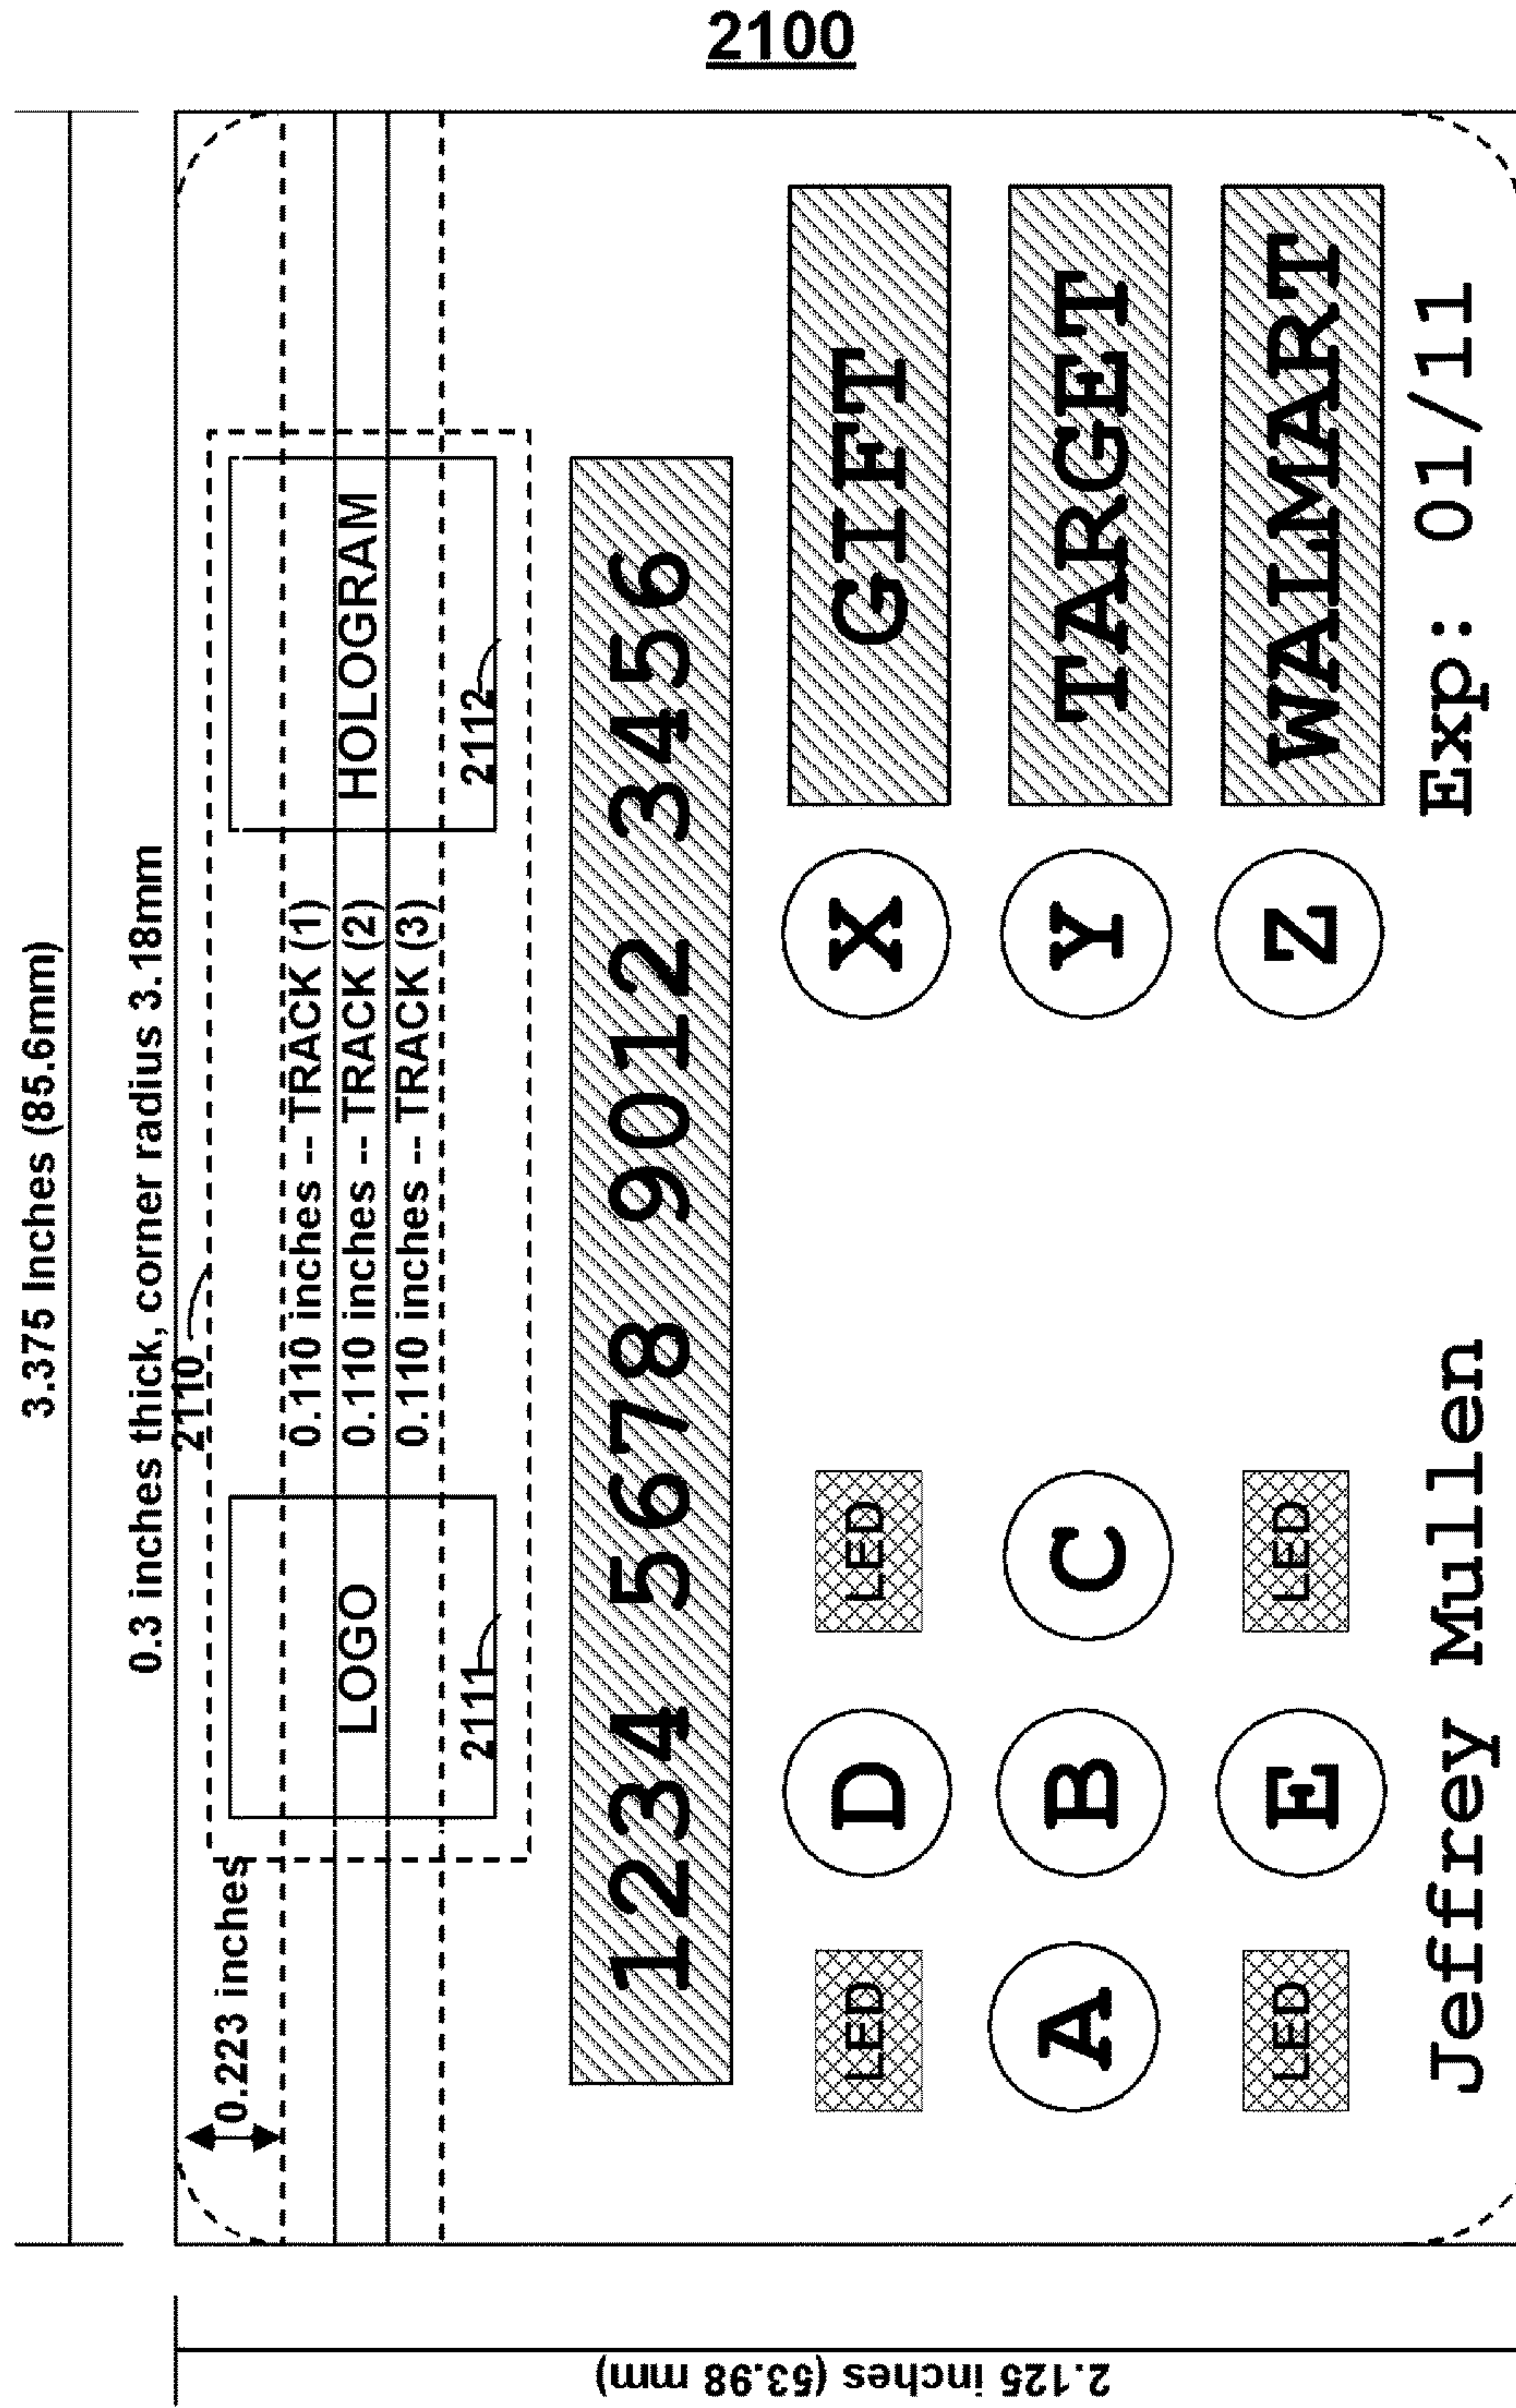 2100
3.375 Inches (85.6mm)
0.3 inches thick, corner radius 3.18mm
2110
0.223 inches
0.110 inches -- TRACK (1)
LOGO 0.110 inches -- TRACK (2) HOLOGRAM
0.110 inches -- TRACK (3)
2111 2112
1234 5678 9012 3456
LED D LED X GIFT
A B C Y TARGET
LED E LED Z WALMART
Jeffrey Mullen Exp: 01/11
2.125 inches (53.98 mm)